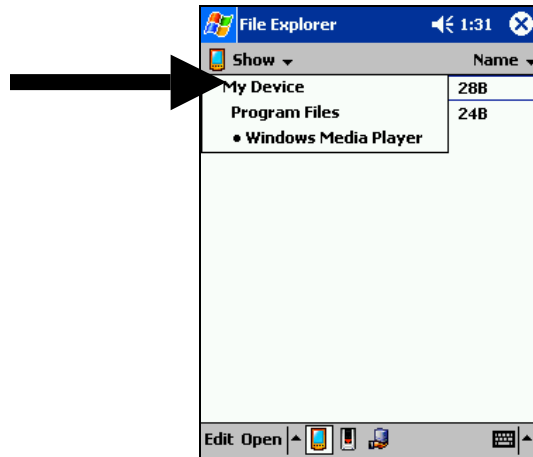 File Explorer 1:31
Show Name
My Device 28B
Program Files 24B
• Windows Media Player
Edit Open